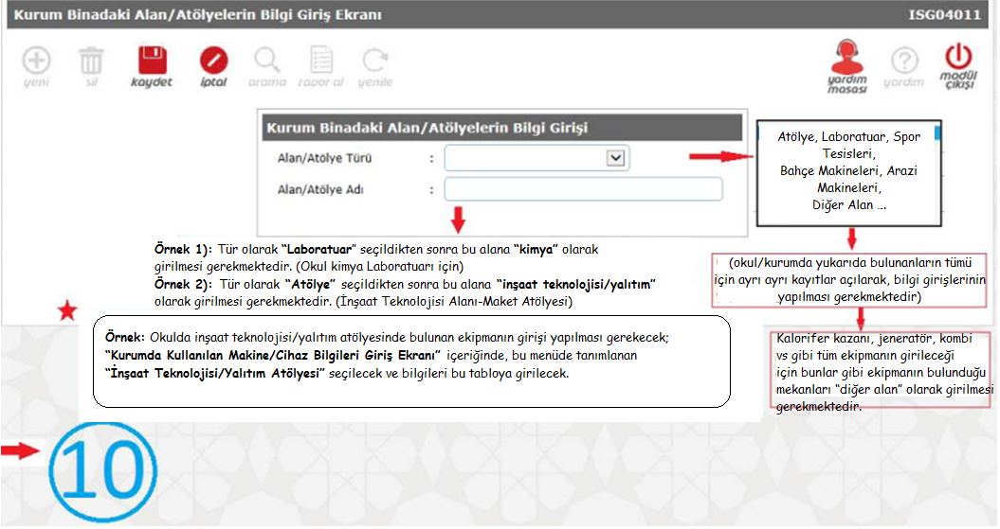 Kurum Binadaki Alan/Atölyelerin Bilgi Giriş Ekranı
ISG04011
yeni
sil
kaydet
iptal
arama
rapor al
yenile
yardım
masası
yardım
modül
çıkışı
Kurum Binadaki Alan/Atölyelerin Bilgi Girişi
Alan/Atölye Türü :
Alan/Atölye Adı :
Atölye, Laboratuar, Spor
Tesisleri,
Bahçe Makineleri, Arazi
Makineleri,
Diğer Alan ...
Örnek 1): Tür olarak “Laboratuar” seçildikten sonra bu alana “kimya” olarak
girilmesi gerekmektedir. (Okul kimya Laboratuarı için)
Örnek 2): Tür olarak “Atölye” seçildikten sonra bu alana “inşaat teknolojisi/yalıtım”
olarak girilmesi gerekmektedir. (İnşaat Teknolojisi Alanı-Maket Atölyesi)
(okul/kurumda yukarıda bulunanların tümü
için ayrı ayrı kayıtlar açılarak, bilgi girişlerinin
yapılması gerekmektedir)
Örnek: Okulda inşaat teknolojisi/yalıtım atölyesinde bulunan ekipmanın girişi yapılması gerekecek;
“Kurumda Kullanılan Makine/Cihaz Bilgileri Giriş Ekranı” içeriğinde, bu menüde tanımlanan
“İnşaat Teknolojisi/Yalıtım Atölyesi” seçilecek ve bilgileri bu tabloya girilecek.
Kalorifer kazanı, jeneratör, kombi
vs gibi tüm ekipmanın girileceği
için bunlar gibi ekipmanın bulunduğu
mekanları “diğer alan” olarak girilmesi
gerekmektedir.
10